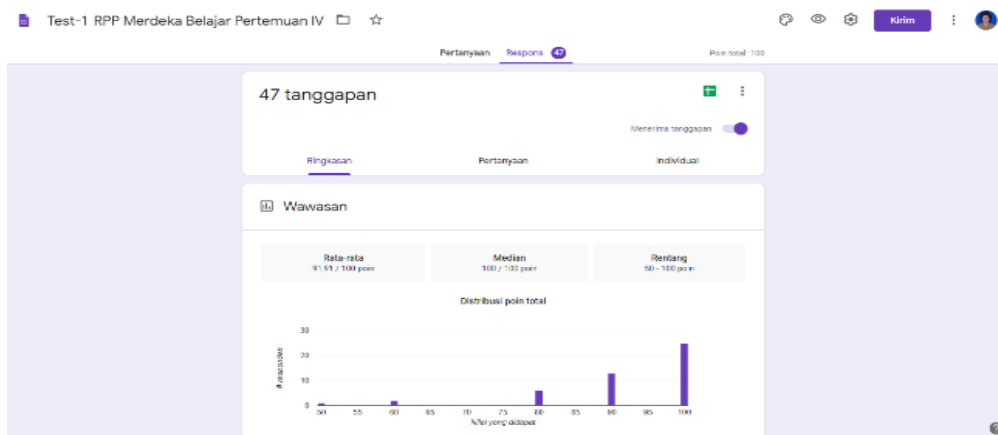 Test-1 RPP Merdeka Belajar Pertemuan IV
Kirim
Pertanyaan Respons 47
Poin total: 100
47 tanggapan
Menerima tanggapan
Ringkasan Pertanyaan Individual
Wawasan
Rata-rata Median Rentang
91,91 / 100 poin 100 / 100 poin 50 - 100 poin
Distribusi poin total
30
20
10
0
# responden
50 55 60 65 70 75 80 85 90 95 100
Nilai yang didapat